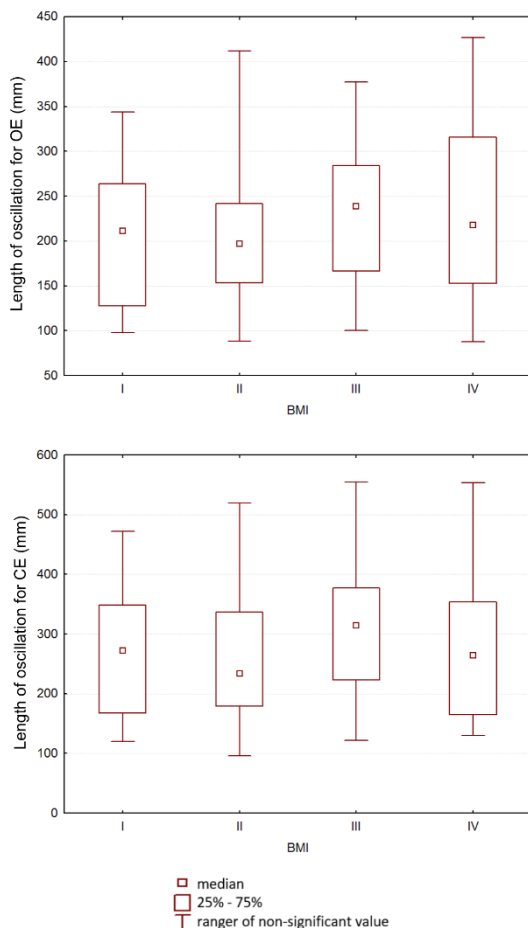 Length of oscillation for OE (mm)
450
400
350
300
250
200
150
100
50
I II III IV
BMI
Length of oscillation for CE (mm)
600
500
400
300
200
100
0
I II III IV
BMI
median
25% - 75%
ranger of non-significant value